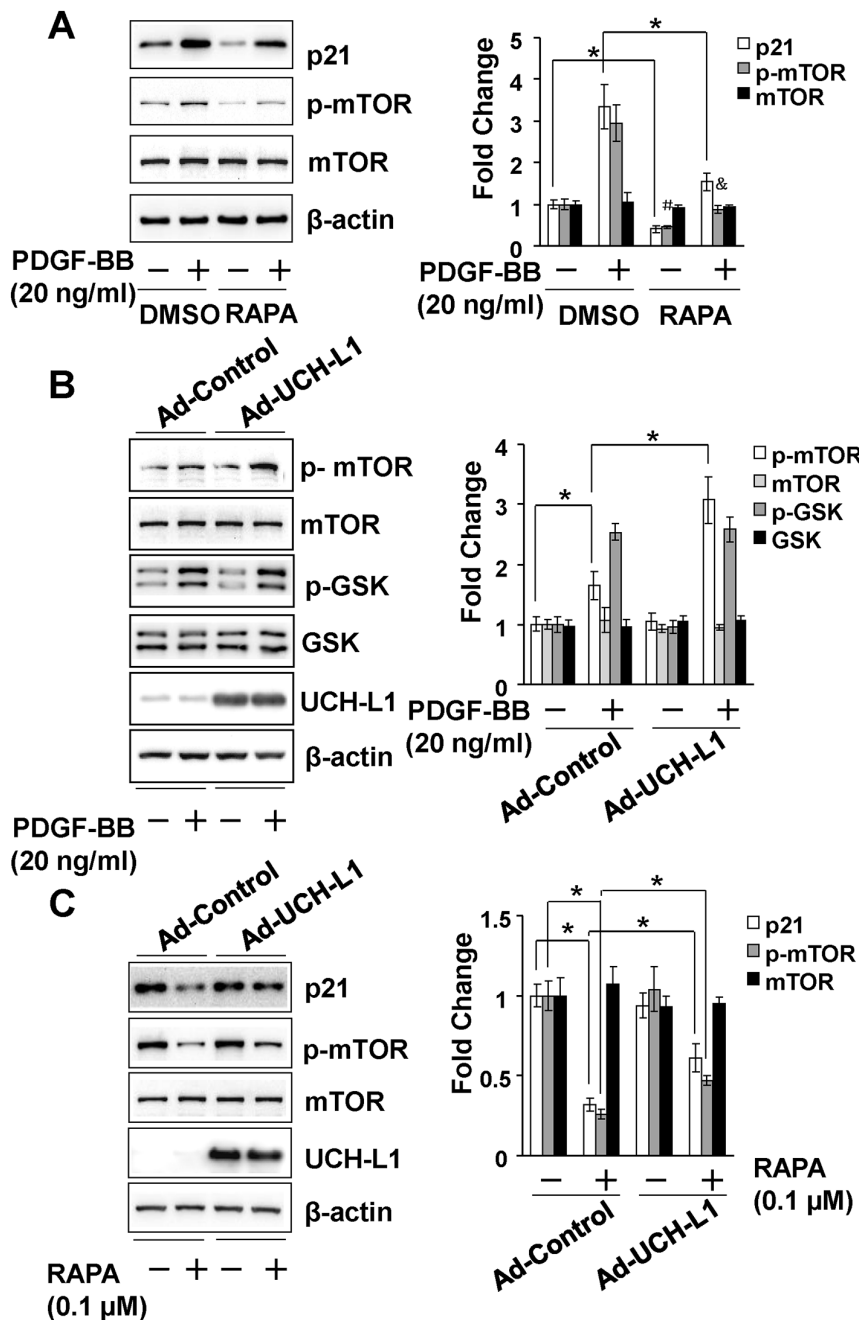 A
p21
p-mTOR
mTOR
β-actin
PDGF-BB − + − +
(20 ng/ml)
DMSO RAPA
Fold Change
5
4
3
2
1
0
* *
# &
p21
p-mTOR
mTOR
PDGF-BB − + − +
(20 ng/ml)
DMSO RAPA
B
Ad-Control Ad-UCH-L1
p- mTOR
mTOR
p-GSK
GSK
UCH-L1
β-actin
PDGF-BB − + − +
(20 ng/ml)
Fold Change
4
3
2
1
0
* *
p-mTOR
mTOR
p-GSK
GSK
PDGF-BB − + − +
(20 ng/ml)
Ad-Control Ad-UCH-L1
C
Ad-Control Ad-UCH-L1
p21
p-mTOR
mTOR
UCH-L1
β-actin
RAPA − + − +
(0.1 µM)
Fold Change
1.5
1
0.5
0
* *
* *
p21
p-mTOR
mTOR
− + − + RAPA
(0.1 µM)
Ad-Control Ad-UCH-L1